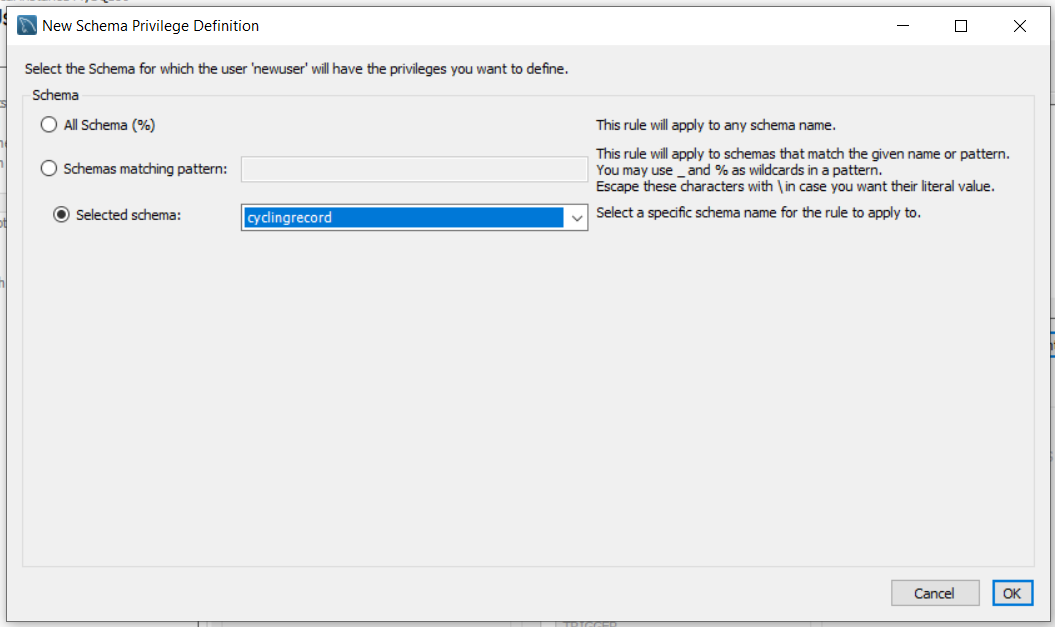 New Schema Privilege Definition
Select the Schema for which the user 'newuser' will have the privileges you want to define.
Schema
All Schema (%)
This rule will apply to any schema name.
Schemas matching pattern:
This rule will apply to schemas that match the given name or pattern.
You may use _ and % as wildcards in a pattern.
Escape these characters with \ in case you want their literal value.
Selected schema:
cyclingrecord
Select a specific schema name for the rule to apply to.
Cancel
OK
TRIGGER